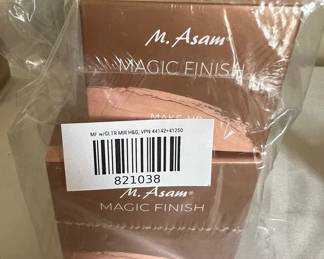 M. Asam®
MAGIC FINISH
MAKE-UP
MF w/GLTR MIR H&G, VPN 44142+41250
821038
M. Asam®
MAGIC FINISH